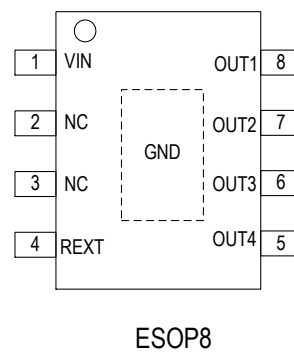 1 VIN OUT1 8
2 NC OUT2 7
GND
3 NC OUT3 6
4 REXT OUT4 5
ESOP8